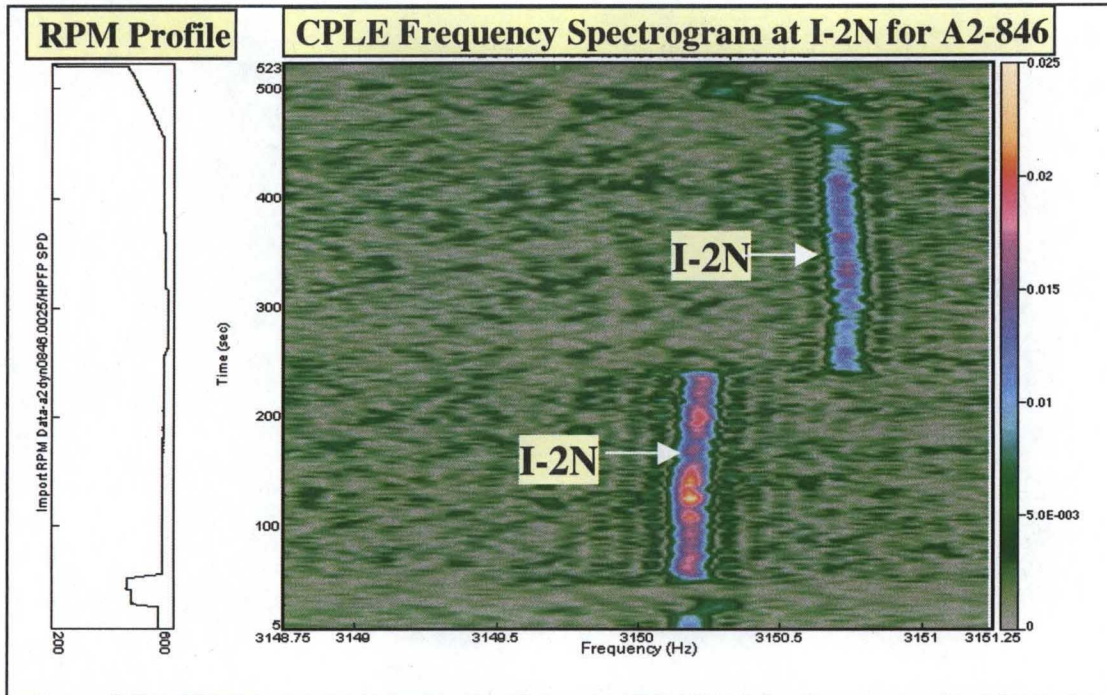 RPM Profile
CPLE Frequency Spectrogram at I-2N for A2-846
ImportRPM Data-a2dyn0846.0025/HPFP SPD
200
600
Time (sec)
523
500
400
300
200
100
5
I-2N
I-2N
3148.75
3149
3149.5
3150
3150.5
3151
3151.25
Frequency (Hz)
0.025
0.02
0.015
0.01
5.0E-003
0